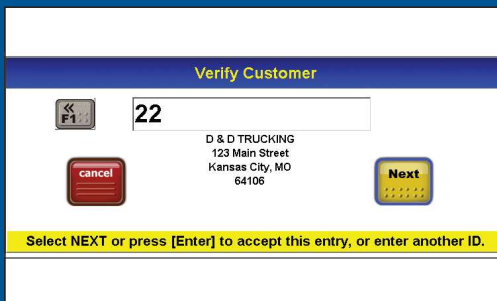 Verify Customer
«
F1
22
D & D TRUCKING
123 Main Street
Kansas City, MO
64106
cancel
Next
Select NEXT or press [Enter] to accept this entry, or enter another ID.